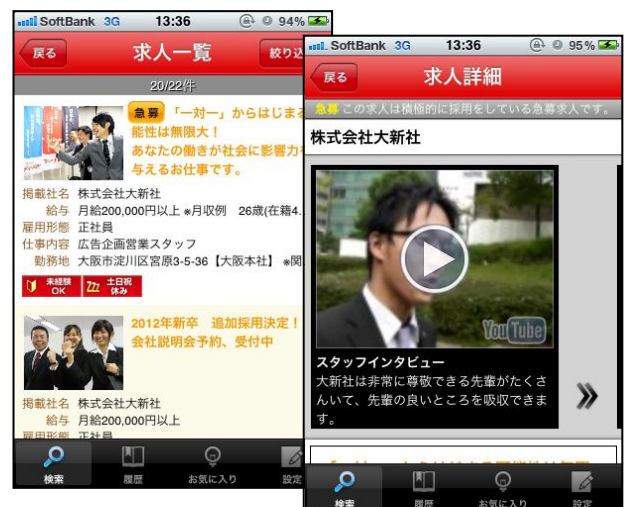 SoftBank 3G 13:36 94%
戻る 求人一覧 絞り込
20/22件
急募 「一対一」からはじまる
能性は無限大！
あなたの働きが社会に影響力を
与えるお仕事です。
掲載社名 株式会社大新社
給与 月給200,000円以上 ※月収例 26歳(在籍4.
雇用形態 正社員
仕事内容 広告企画営業スタッフ
勤務地 大阪市淀川区宮原3-5-36【大阪本社】 ※関
未経験OK 土日祝休み
2012年新卒 追加採用決定！
会社説明会予約、受付中
掲載社名 株式会社大新社
給与 月給200,000円以上
雇用形態 正社員
検索 履歴 お気に入り 設定
SoftBank 3G 13:36 95%
戻る 求人詳細
急募 この求人は積極的に採用をしている急募求人です。
株式会社大新社
YouTube
スタッフインタビュー
大新社は非常に尊敬できる先輩がたくさ
んいて、先輩の良いところを吸収できま
す。
検索 履歴 お気に入り 設定